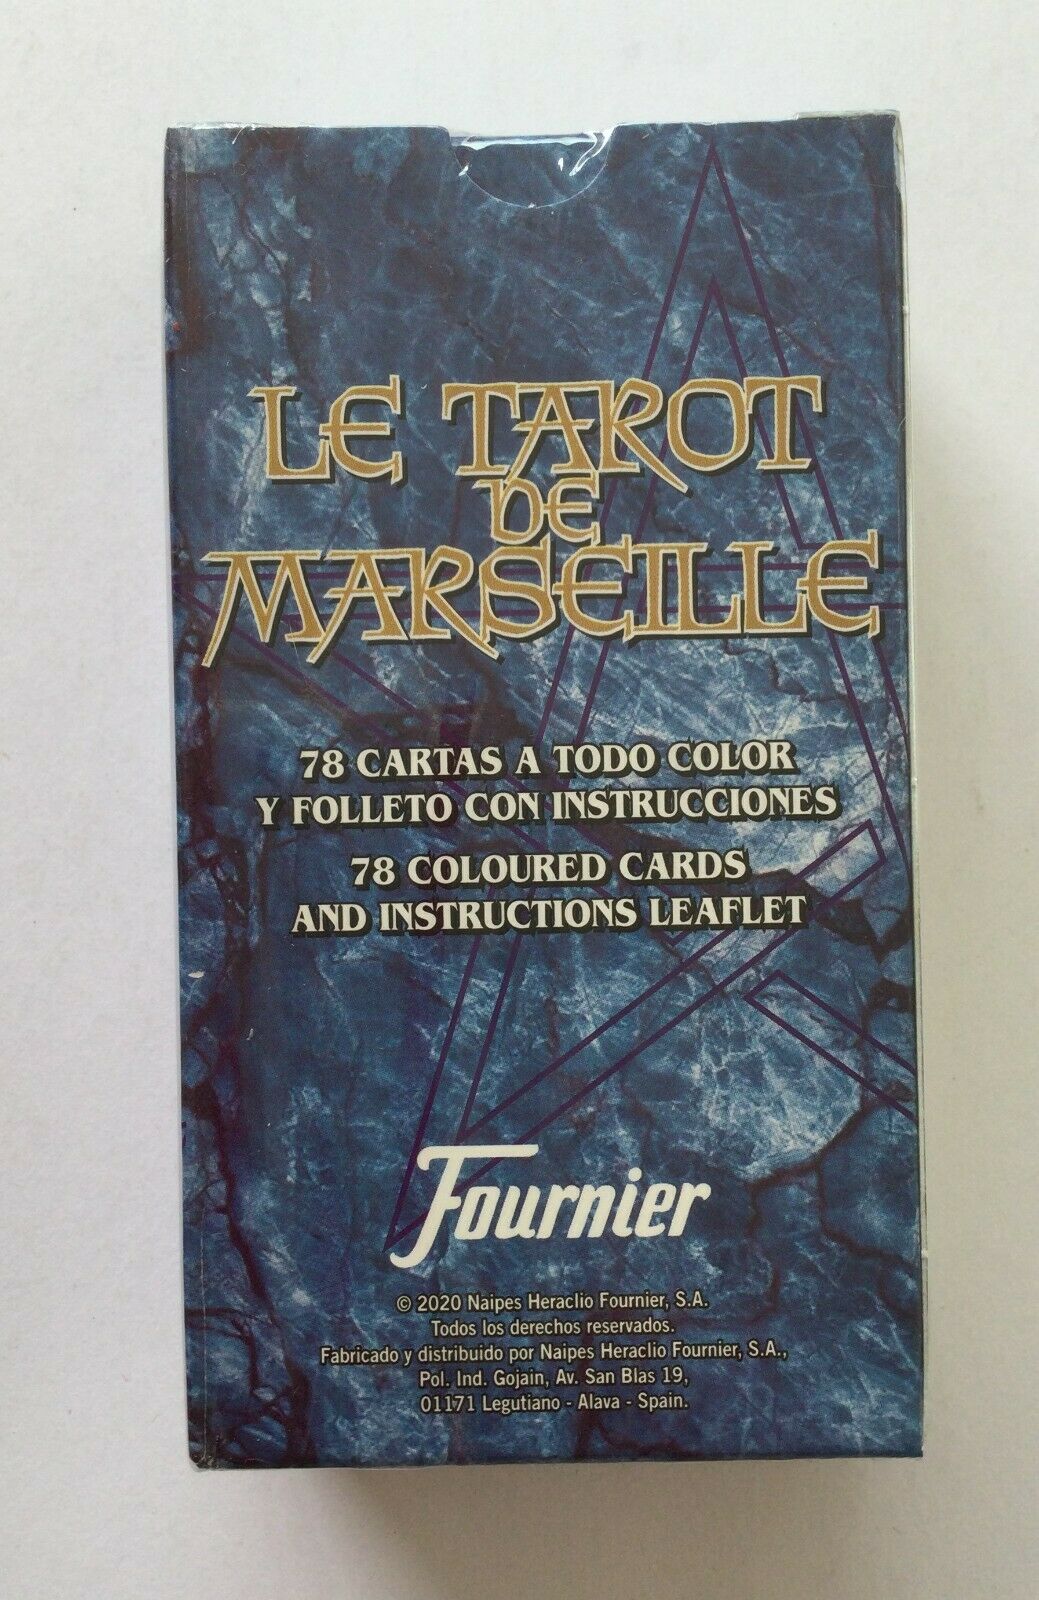 LE TAROT
DE
MARSEILLE
78 CARTAS A TODO COLOR
Y FOLLETO CON INSTRUCCIONES
78 COLOURED CARDS
AND INSTRUCTIONS LEAFLET
Fournier
© 2020 Naipes Heraclio Fournier, S.A.
Todos los derechos reservados.
Fabricado y distribuido por Naipes Heraclio Fournier, S.A.,
Pol. Ind. Gojain, Av. San Blas 19,
01171 Legutiano - Alava - Spain.